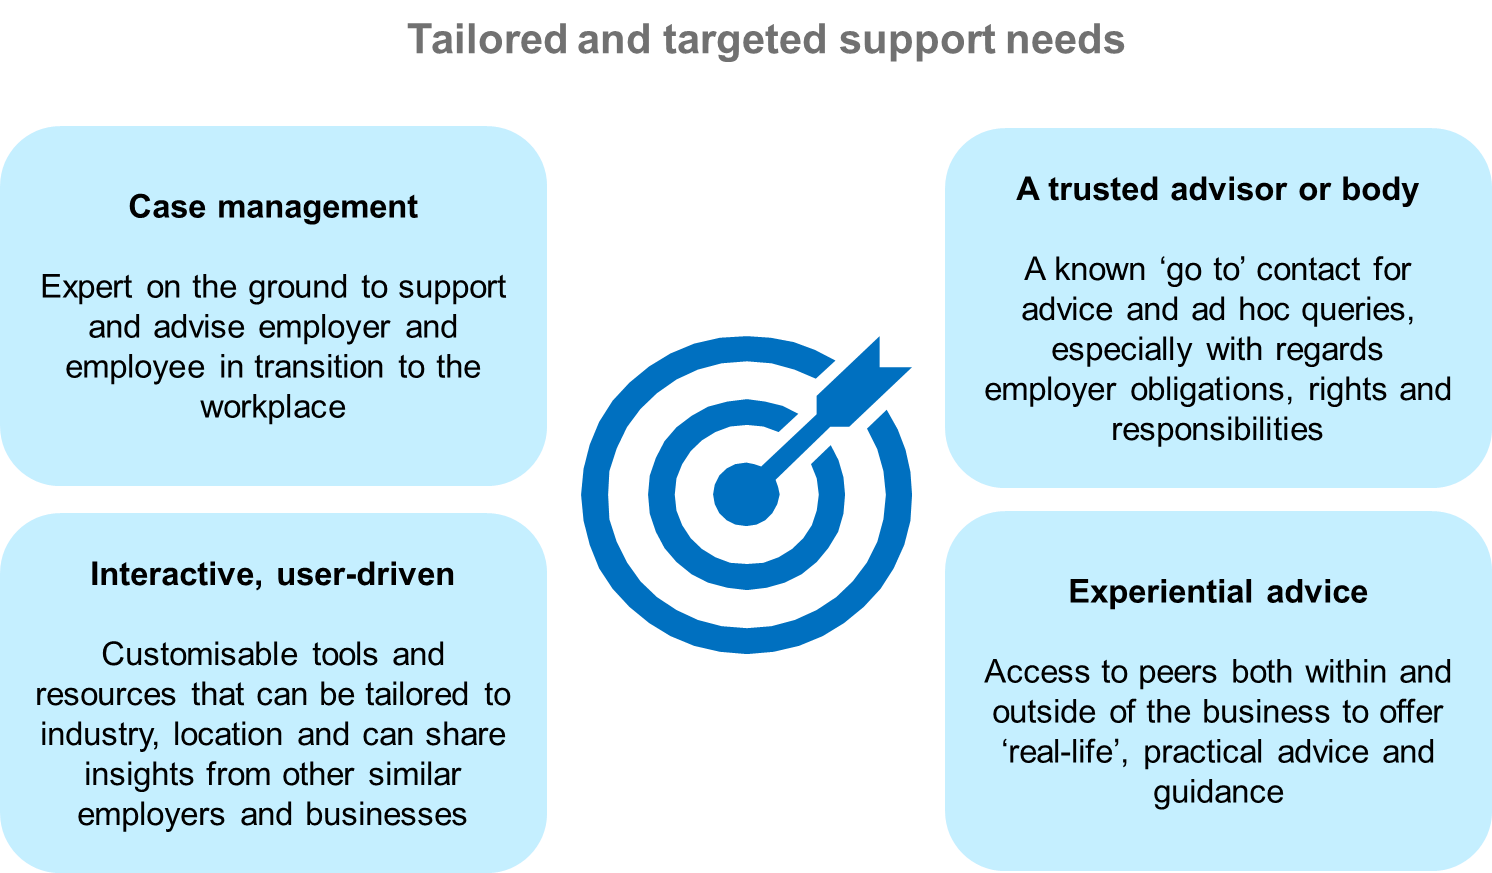 Tailored and targeted support needs
Case management
Expert on the ground to support
and advise employer and
employee in transition to the
workplace
A trusted advisor or body
A known ‘go to’ contact for
advice and ad hoc queries,
especially with regards
employer obligations, rights and
responsibilities
Interactive, user-driven
Customisable tools and
resources that can be tailored to
industry, location and can share
insights from other similar
employers and businesses
Experiential advice
Access to peers both within and
outside of the business to offer
‘real-life’, practical advice and
guidance